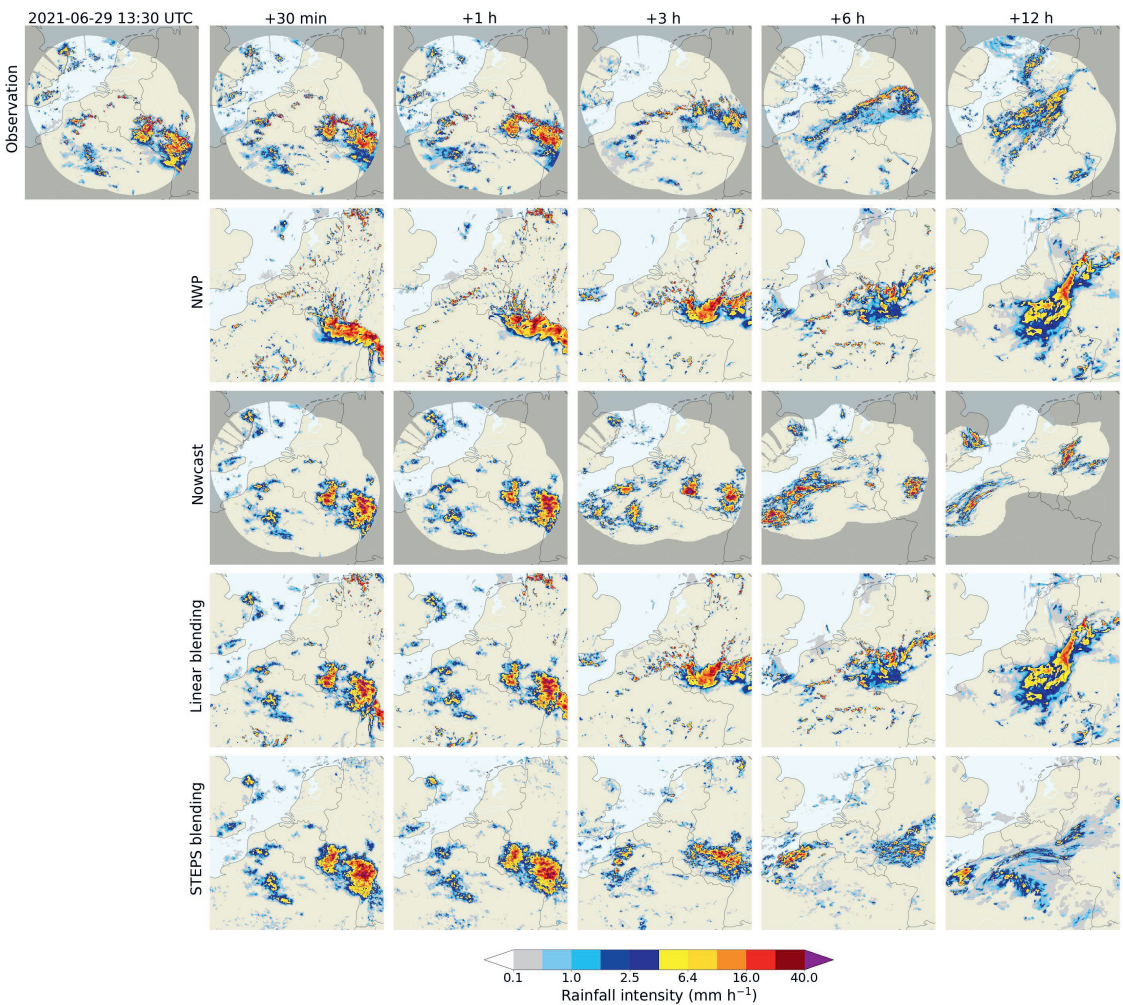 2021-06-29 13:30 UTC +30 min +1 h +3 h +6 h +12 h
Observation
NWP
Nowcast
Linear blending
STEPS blending
0.1 1.0 2.5 6.4 16.0 40.0
Rainfall intensity (mm h⁻¹)